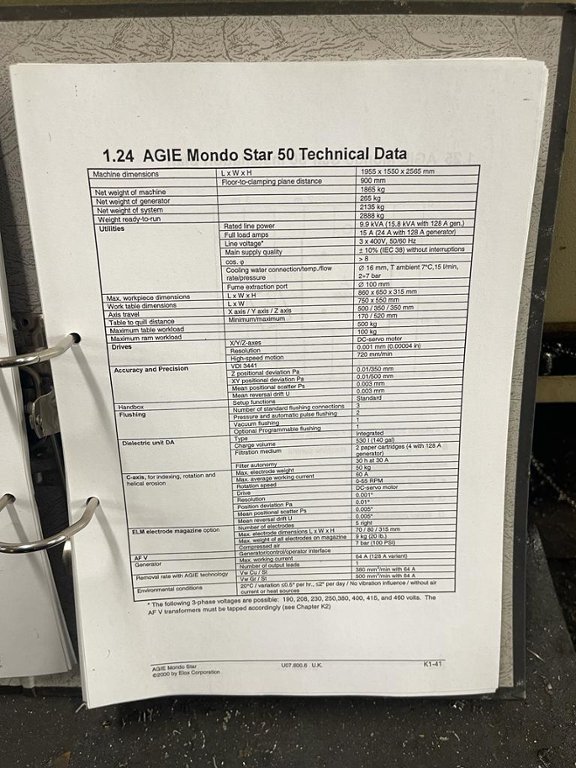 1.24 AGIE Mondo Star 50 Technical Data
Machine dimensions L x W x H 1955 x 1550 x 2565 mm
Floor-to-clamping plane distance 900 mm
Net weight of machine 1865 kg
Net weight of generator 265 kg
Net weight of system 2135 kg
Weight ready-to-run 2888 kg
Utilities Rated line power 9.9 kVA (15.8 kVA with 128 A gen.)
Full load amps 15 A (24 A with 128 A generator)
Line voltage* 3 x 400V, 50/60 Hz
Main supply quality ± 10% (IEC 38) without interruptions
cos. φ > 8
Cooling water connection/temp./flow rate/pressure Ø 16 mm, T ambient 7°C,15 l/min, 2÷7 bar
Fume extraction port Ø 100 mm
Max. workpiece dimensions L x W x H 860 x 650 x 315 mm
Work table dimensions L x W 750 x 550 mm
Axis travel X axis / Y axis / Z axis 500 / 350 / 350 mm
Table to quill distance Minimum/maximum 170 / 520 mm
Maximum table workload 500 kg
Maximum ram workload 100 kg
Drives X/Y/Z-axes DC-servo motor
Resolution 0.001 mm (0.00004 in)
High-speed motion 720 mm/min
Accuracy and Precision VDI 3441
Z positional deviation Pa 0.01/350 mm
XY positional deviation Pa 0.01/500 mm
Mean positional scatter Ps 0.003 mm
Mean reversal drift U 0.003 mm
Handbox Setup functions Standard
Flushing Number of standard flushing connections 3
Pressure and automatic pulse flushing 2
Vacuum flushing 1
Optional Programmable flushing 1
Dielectric unit DA Type Integrated
Charge volume 530 l (140 gal)
Filtration medium 2 paper cartridges (4 with 128 A generator)
Filter autonomy 30 h at 30 A
C-axis, for indexing, rotation and helical erosion Max. electrode weight 50 kg
Max. average working current 60 A
Rotation speed 0-55 RPM
Drive DC-servo motor
Resolution 0.001°
Position deviation Pa 0.01°
Mean positional scatter Ps 0.005°
Mean reversal drift U 0.005°
ELM electrode magazine option Number of electrodes 5 right
Max. electrode dimensions L x W x H 70 / 80 / 315 mm
Max. weight of all electrodes on magazine 9 kg (20 lb.)
Compressed air 7 bar (100 PSI)
AF V Generator/control/operator interface
Generator Max. working current 64 A (128 A variant)
Number of output leads 1
Removal rate with AGIE technology Vw Cu / St 380 mm³/min with 64 A
Vw Gr / St 500 mm³/min with 64 A
Environmental conditions 20°C / variation ≤0.5° per hr., ≤2° per day / No vibration influence / without air current or heat sources
* The following 3-phase voltages are possible: 190, 208, 230, 250,380, 400, 415, and 460 volts. The
AF V transformers must be tapped accordingly (see Chapter K2)
AGIE Mondo Star U07.800.6 U.K. K1-41
©2000 by Elox Corporation